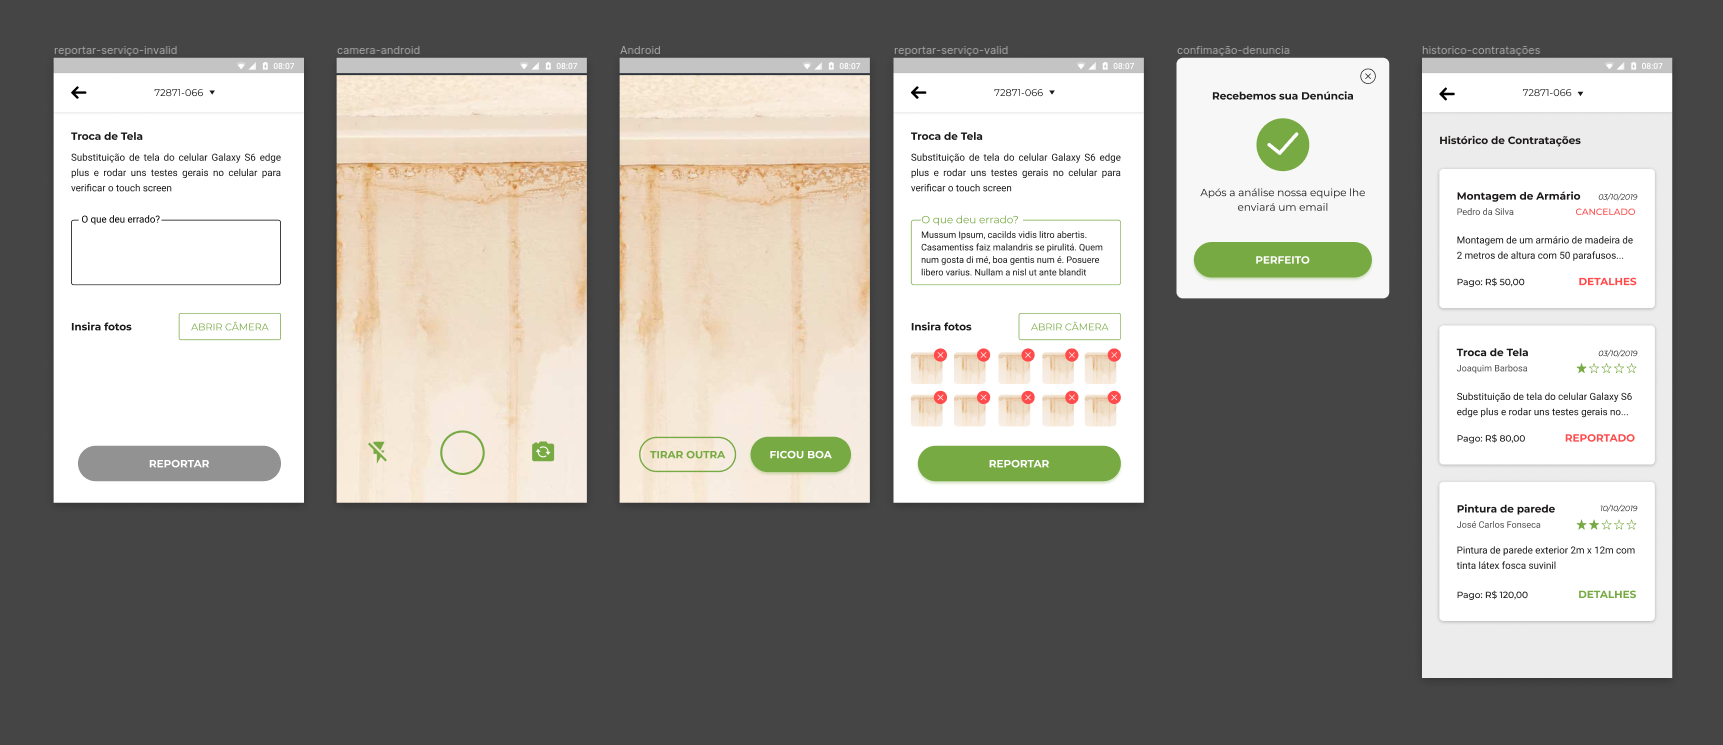 reportar-serviço-invalid
08:07
72871-066
Troca de Tela
Substituição de tela do celular Galaxy S6 edge
plus e rodar uns testes gerais no celular para
verificar o touch screen
O que deu errado?
Insira fotos
ABRIR CÂMERA
REPORTAR
camera-android
08:07
Android
08:07
TIRAR OUTRA
FICOU BOA
reportar-serviço-valid
08:07
72871-066
Troca de Tela
Substituição de tela do celular Galaxy S6 edge
plus e rodar uns testes gerais no celular para
verificar o touch screen
O que deu errado?
Mussum Ipsum, cacilds vidis litro abertis.
Casamentiss faiz malandris se pirulitá. Quem
num gosta di mé, boa gentis num é. Posuere
libero varius. Nullam a nisl ut ante blandit
Insira fotos
ABRIR CÂMERA
REPORTAR
confimação-denuncia
Recebemos sua Denúncia
Após a análise nossa equipe lhe
enviará um email
PERFEITO
historico-contratações
08:07
72871-066
Histórico de Contratações
Montagem de Armário
03/10/2019
Pedro da Silva
CANCELADO
Montagem de um armário de madeira de
2 metros de altura com 50 parafusos...
Pago: R$ 50,00
DETALHES
Troca de Tela
03/10/2019
Joaquim Barbosa
Substituição de tela do celular Galaxy S6
edge plus e rodar uns testes gerais no...
Pago: R$ 80,00
REPORTADO
Pintura de parede
10/10/2019
José Carlos Fonseca
Pintura de parede exterior 2m x 12m com
tinta látex fosca suvinil
Pago: R$ 120,00
DETALHES